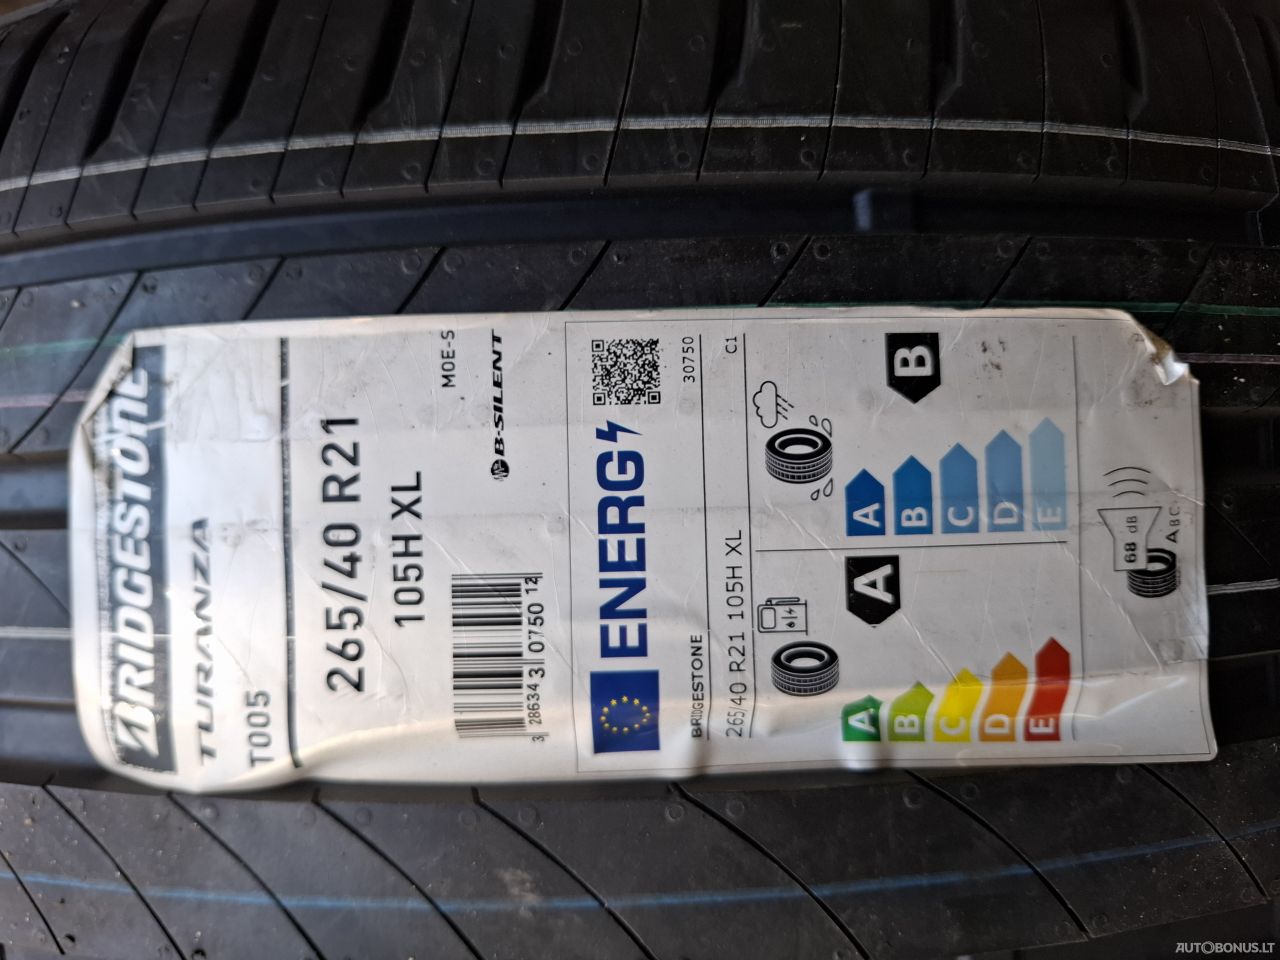 BRIDGESTONE
TURANZA
T005
265/40 R21
105H XL
MOE-S
B-SILENT
3 286343 075012
ENERG
30750
BRIDGESTONE
265/40 R21 105H XL
C1
A
A
B
C
D
E
B
A
B
C
D
E
68 dB
ABC
AUTOBONUS.LT